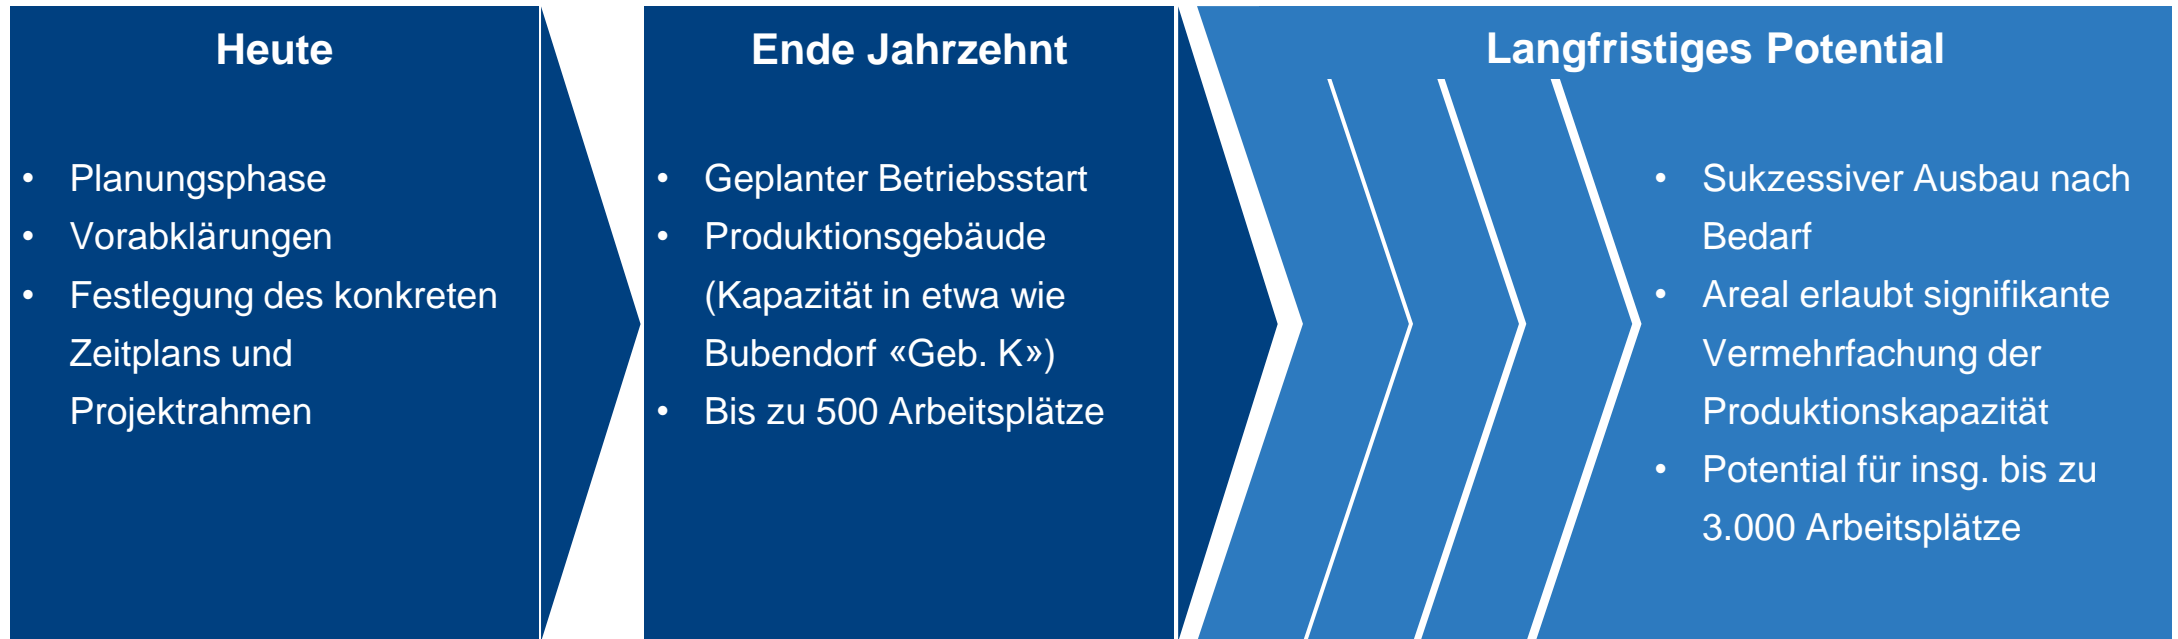 Heute
• Planungsphase
• Vorabklärungen
• Festlegung des konkreten
Zeitplans und
Projektrahmen
Ende Jahrzehnt
• Geplanter Betriebsstart
• Produktionsgebäude
(Kapazität in etwa wie
Bubendorf «Geb. K»)
• Bis zu 500 Arbeitsplätze
Langfristiges Potential
• Sukzessiver Ausbau nach
Bedarf
• Areal erlaubt signifikante
Vermehrfachung der
Produktionskapazität
• Potential für insg. bis zu
3.000 Arbeitsplätze